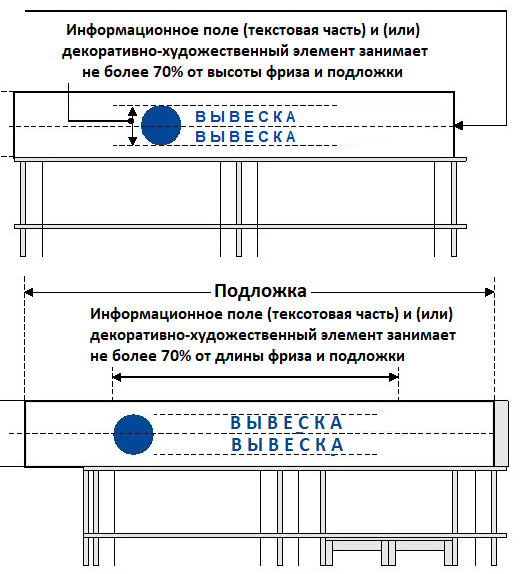 Информационное поле (текстовая часть) и (или)
декоративно-художественный элемент занимает
не более 70% от высоты фриза и подложки
ВЫВЕСКА
ВЫВЕСКА
Подложка
Информационное поле (тексотовая часть) и (или)
декоративно-художественный элемент занимает
не более 70% от длины фриза и подложки
ВЫВЕСКА
ВЫВЕСКА